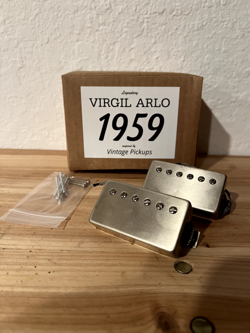 Legendary
VIRGIL ARLO
1959
inspired by
Vintage Pickups